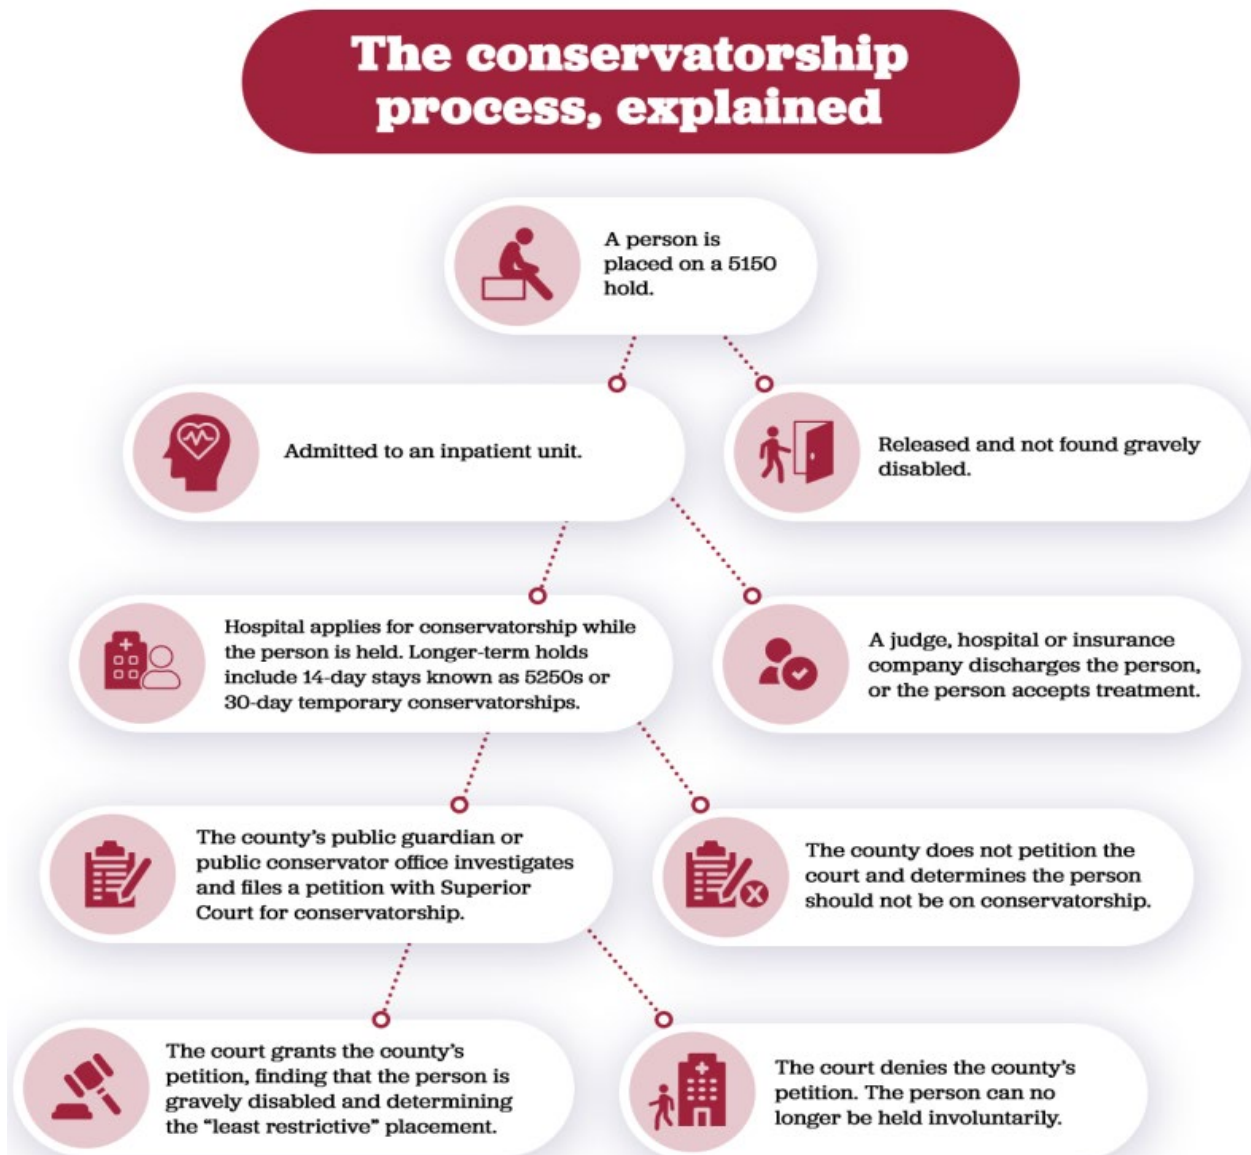 The conservatorship
process, explained
A person is
placed on a 5150
hold.
Admitted to an inpatient unit.
Released and not found gravely
disabled.
Hospital applies for conservatorship while
the person is held. Longer-term holds
include 14-day stays known as 5250s or
30-day temporary conservatorships.
A judge, hospital or insurance
company discharges the person,
or the person accepts treatment.
The county's public guardian or
public conservator office investigates
and files a petition with Superior
Court for conservatorship.
The county does not petition the
court and determines the person
should not be on conservatorship.
The court grants the county's
petition, finding that the person is
gravely disabled and determining
the “least restrictive” placement.
The court denies the county's
petition. The person can no
longer be held involuntarily.